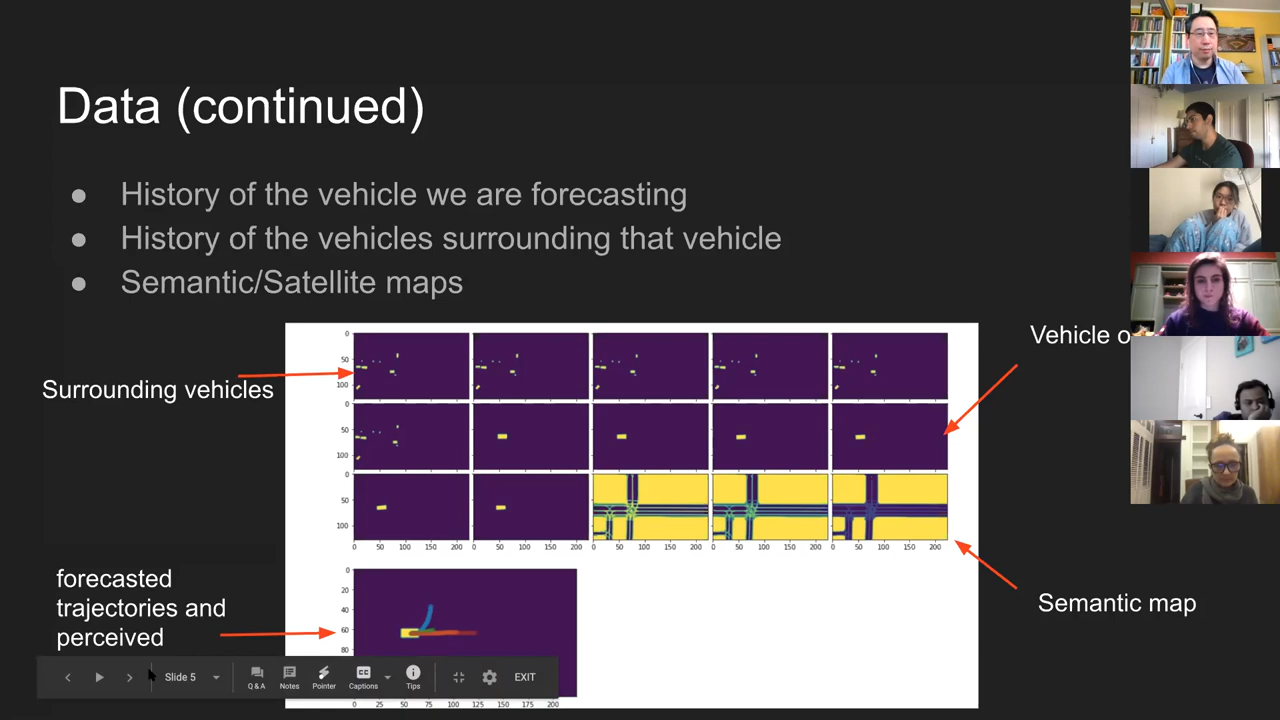 Data (continued)
● History of the vehicle we are forecasting
● History of the vehicles surrounding that vehicle
● Semantic/Satellite maps
Surrounding vehicles
Vehicle o
0
50
100
0
50
100
0
50
100
0 50 100 150 200 0 50 100 150 200 0 50 100 150 200 0 50 100 150 200 0 50 100 150 200
Semantic map
forecasted
trajectories and
perceived
0
20
40
60
80
0 25 50 75 100 125 150 175 200
Slide 5
Q & A
Notes
Pointer
Captions
Tips
EXIT